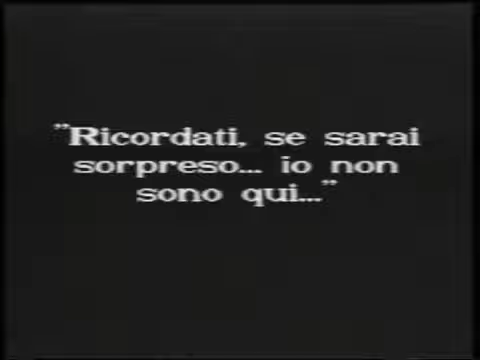 "Ricordati, se sarai
sorpreso... io non
sono qui..."